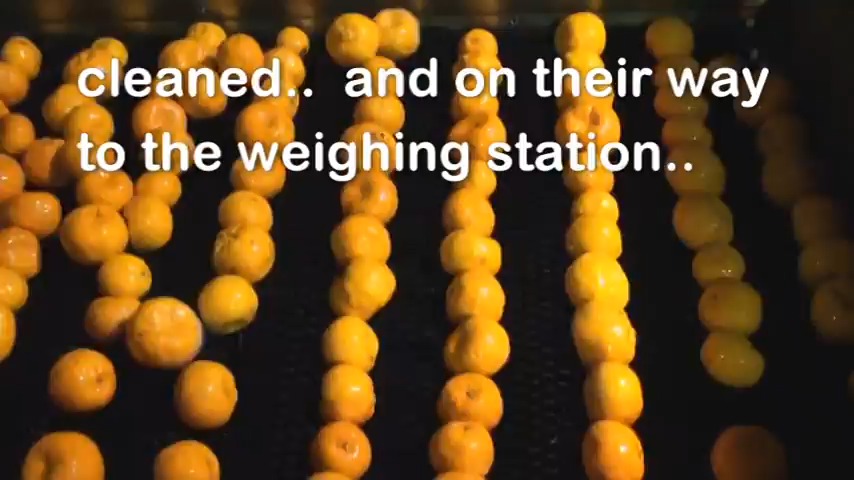 cleaned..  and on their way
to the weighing station..